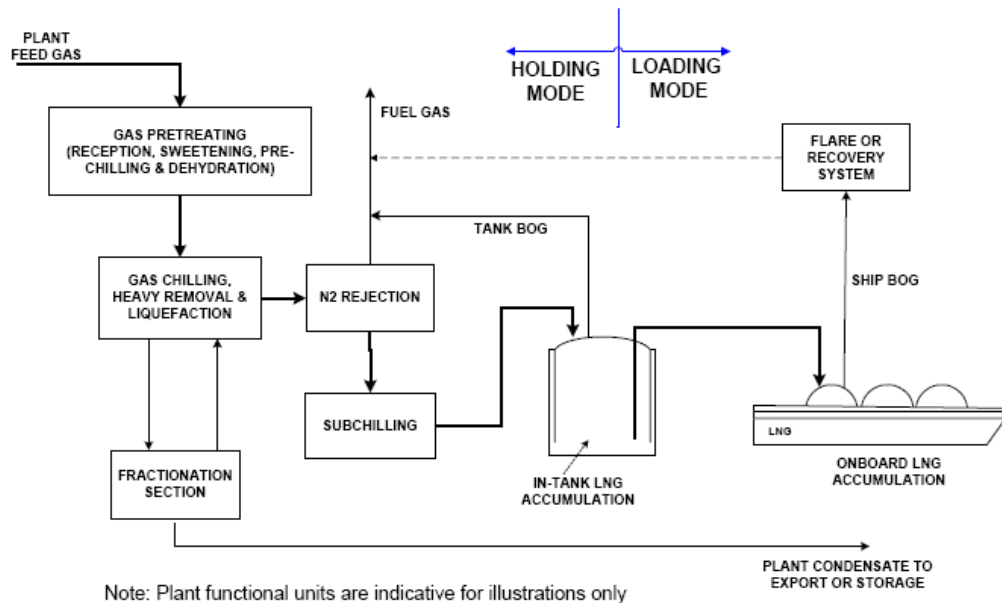 PLANT
FEED GAS
HOLDING
MODE
LOADING
MODE
FUEL GAS
GAS PRETREATING
(RECEPTION, SWEETENING, PRE-
CHILLING & DEHYDRATION)
FLARE OR
RECOVERY
SYSTEM
TANK BOG
GAS CHILLING,
HEAVY REMOVAL &
LIQUEFACTION
N2 REJECTION
SHIP BOG
SUBCHILLING
LNG
FRACTIONATION
SECTION
IN-TANK LNG
ACCUMULATION
ONBOARD LNG
ACCUMULATION
PLANT CONDENSATE TO
EXPORT OR STORAGE
Note: Plant functional units are indicative for illustrations only